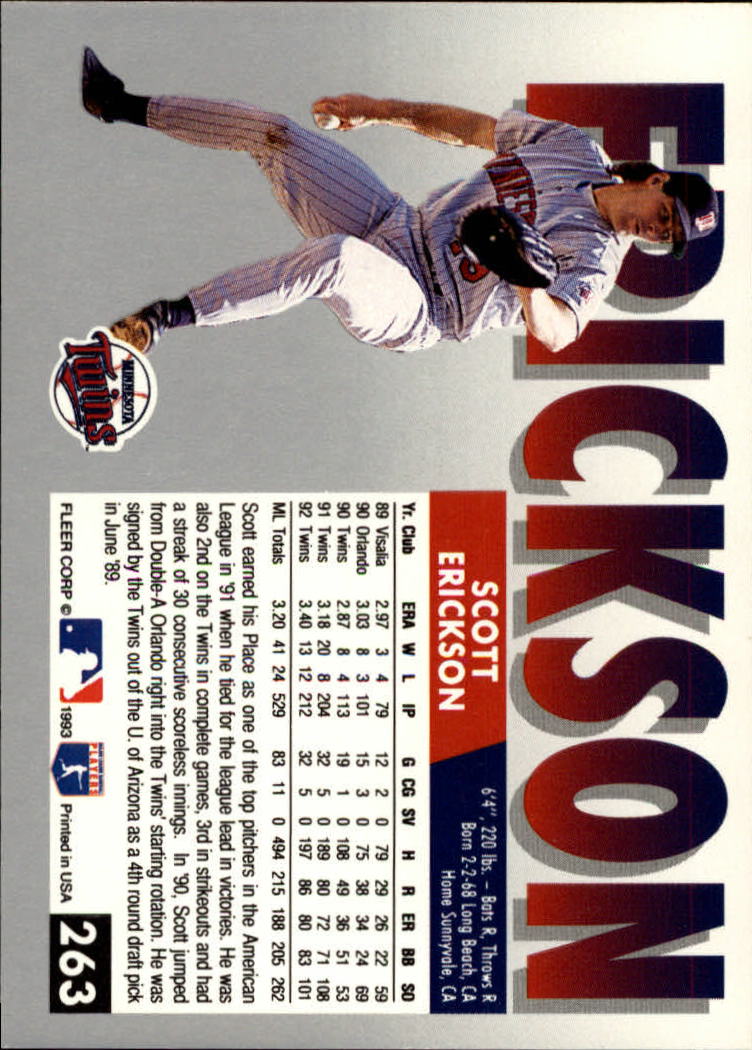 ERICKSON
MINNESOTA
Twins
SCOTT
ERICKSON
6'4", 220 lbs. – Bats R, Throws R
Born 2-2-68 Long Beach, CA
Home Sunnyvale, CA
Yr. Club ERA W L IP G CG SV H R ER BB SO
89 Visalia 2.97 3 4 79 12 2 0 79 29 26 22 59
90 Orlando 3.03 8 3 101 15 3 0 75 38 34 24 69
90 Twins 2.87 8 4 113 19 1 0 108 49 36 51 53
91 Twins 3.18 20 8 204 32 5 0 189 80 72 71 108
92 Twins 3.40 13 12 212 32 5 0 197 86 80 83 101
ML Totals 3.20 41 24 529 83 11 0 494 215 188 205 262
Scott earned his Place as one of the top pitchers in the American
League in '91 when he tied for the league lead in victories. He was
also 2nd on the Twins in complete games, 3rd in strikeouts and had
a streak of 30 consecutive scoreless innings. In '90, Scott jumped
from Double-A Orlando right into the Twins' starting rotation. He was
signed by the Twins out of the U. of Arizona as a 4th round draft pick
in June '89.
FLEER CORP © 1993 PLAYERS Printed in USA 263